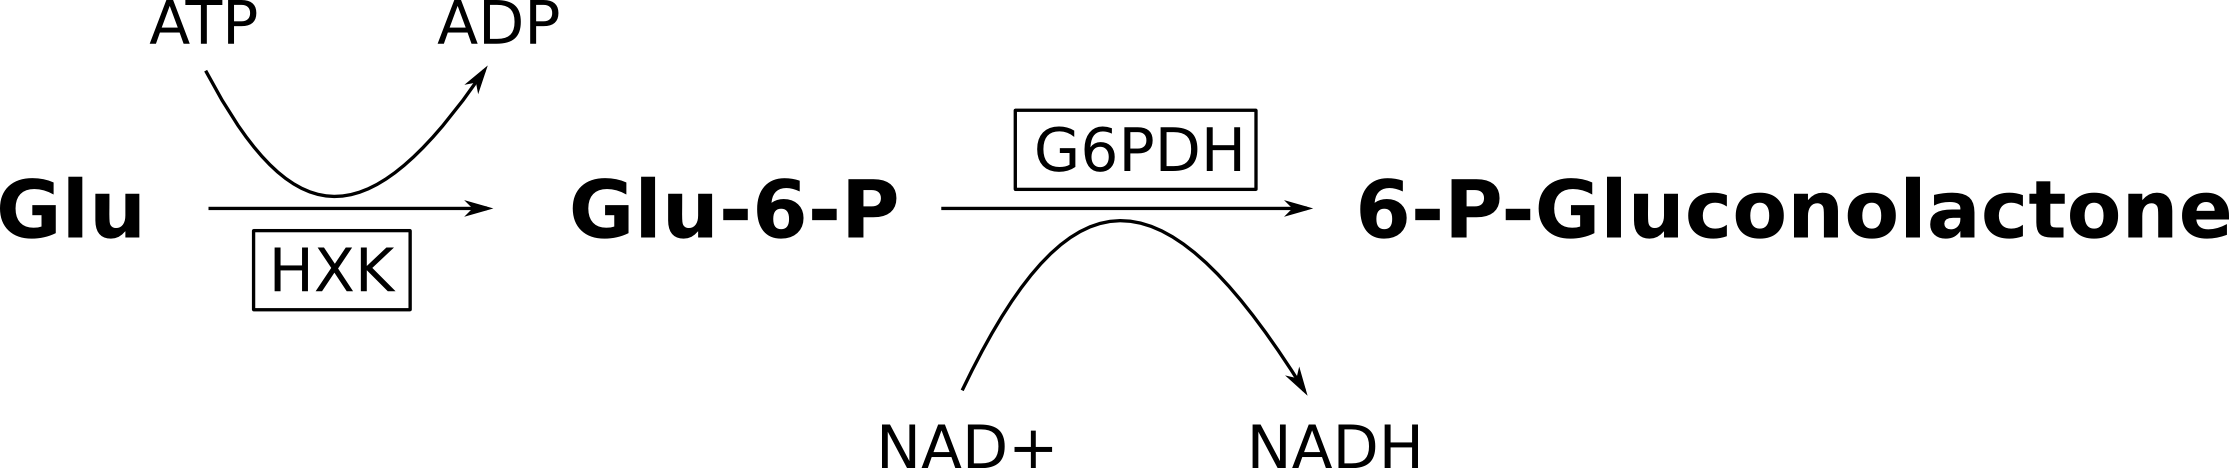 ATP ADP
G6PDH
Glu Glu-6-P 6-P-Gluconolactone
HXK
NAD+ NADH